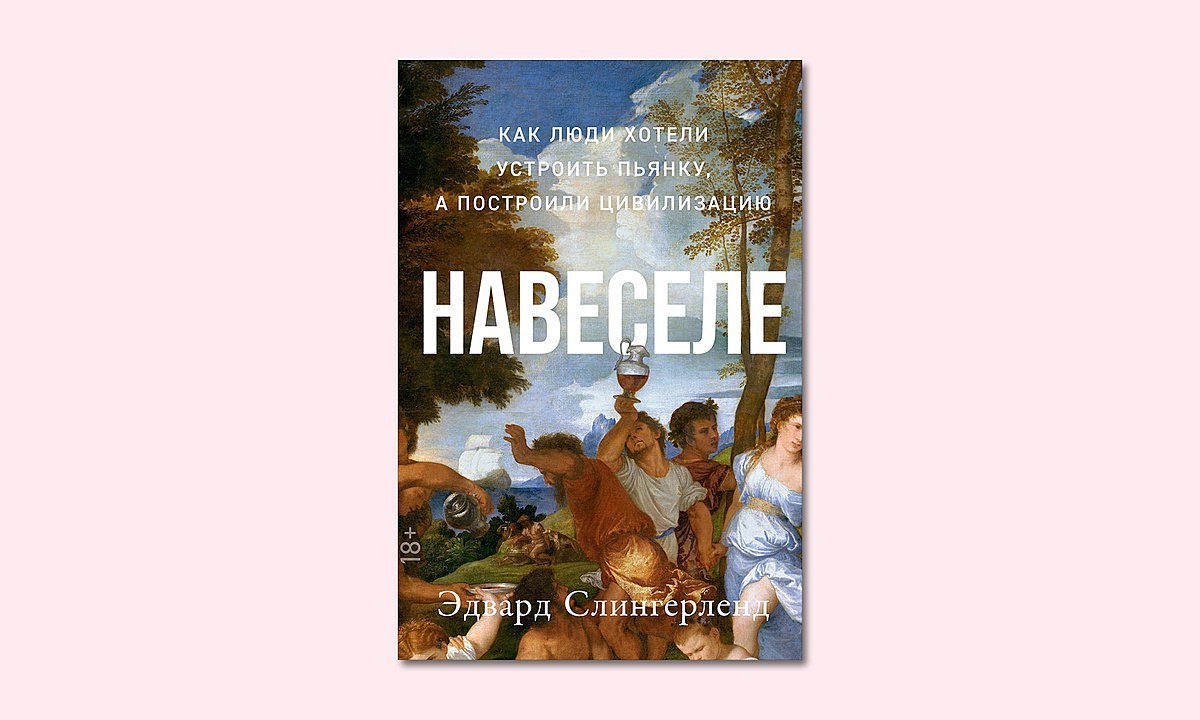 КАК ЛЮДИ ХОТЕЛИ
УСТРОИТЬ ПЬЯНКУ,
А ПОСТРОИЛИ ЦИВИЛИЗАЦИЮ
НАВЕСЕЛЕ
18+
Эдвард Слингерленд